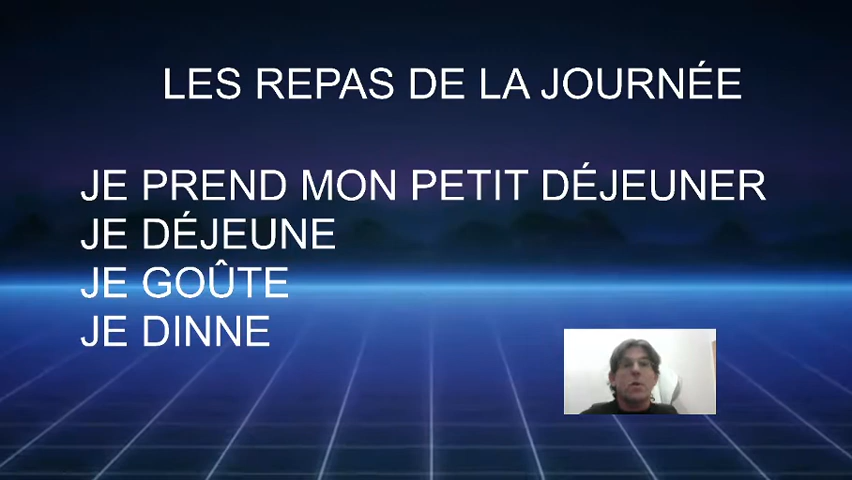 LES REPAS DE LA JOURNÉE
JE PREND MON PETIT DÉJEUNER
JE DÉJEUNE
JE GOÛTE
JE DINNE